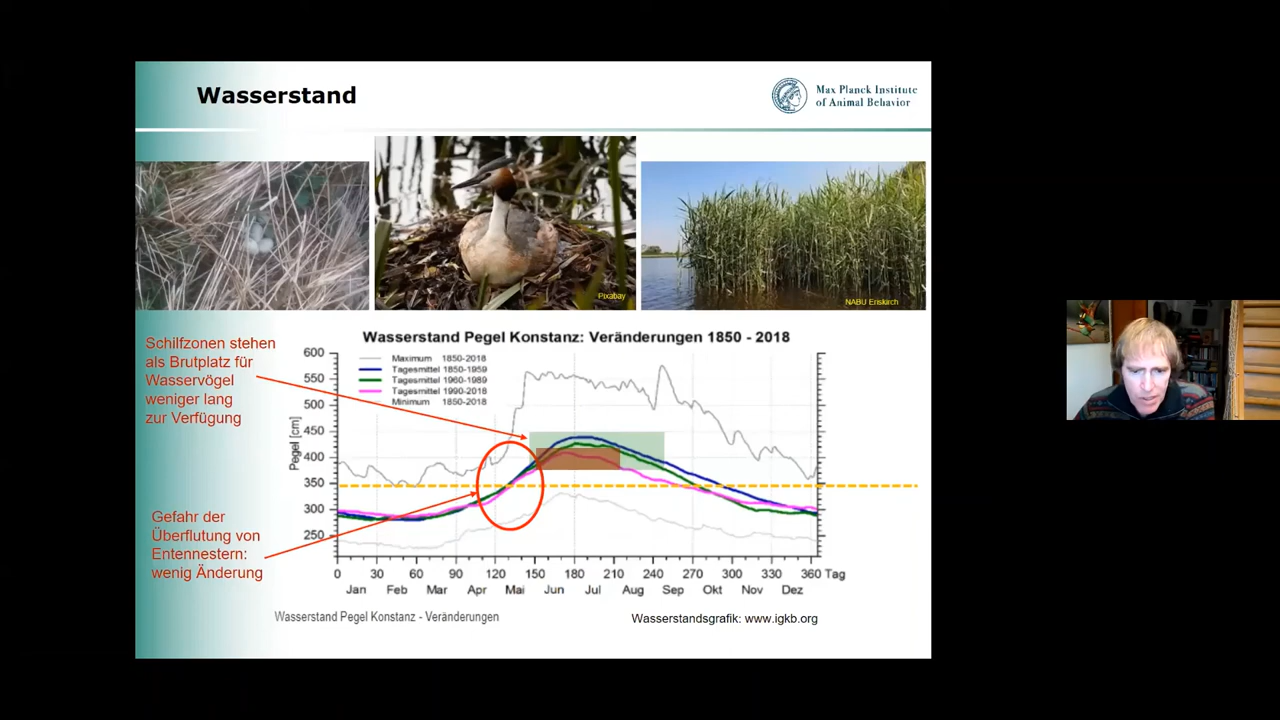 Wasserstand
Max Planck Institute
of Animal Behavior
Pixabay
NABU Eriskirch
Schilfzonen stehen
als Brutplatz für
Wasservögel
weniger lang
zur Verfügung
Gefahr der
Überflutung von
Entennestern:
wenig Änderung
Wasserstand Pegel Konstanz: Veränderungen 1850 - 2018
Maximum 1850-2018
Tagesmittel 1850-1959
Tagesmittel 1960-1989
Tagesmittel 1990-2018
Minimum 1850-2018
Pegel [cm]
600
550
500
450
400
350
300
250
0 30 60 90 120 150 180 210 240 270 300 330 360 Tag
Jan Feb Mar Apr Mai Jun Jul Aug Sep Okt Nov Dez
Wasserstand Pegel Konstanz - Veränderungen
Wasserstandsgrafik: www.igkb.org